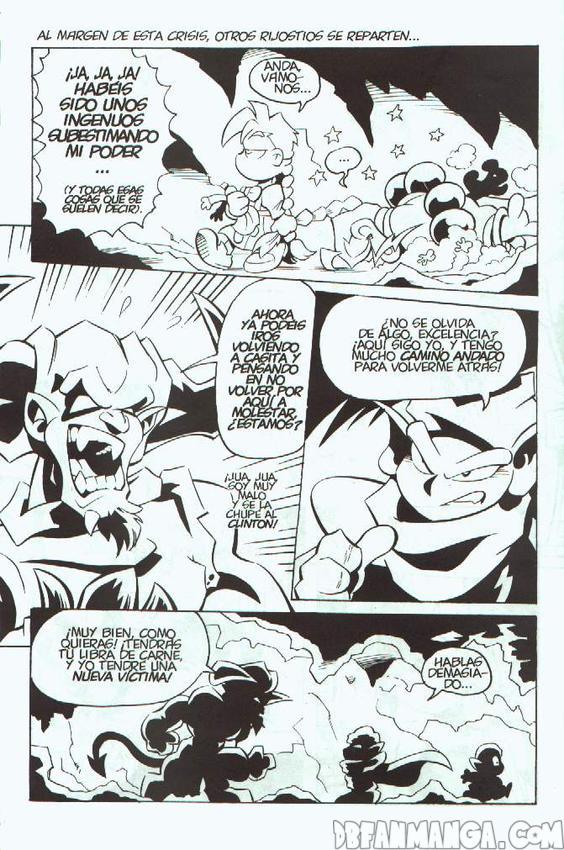 AL MARGEN DE ESTA CRISIS, OTROS RIJOSTIOS SE REPARTEN...
¡JA, JA, JA!
HABÉIS
SIDO UNOS
INGENUOS
SUBESTIMANDO
MI PODER
...
(Y TODAS ESAS
COSAS QUE SE
SUELEN DECIR).
ANDA,
VÁMO-
NOS...
...
AHORA
YA PODÉIS
IROS
VOLVIENDO
A CASITA Y
PENSANDO
EN NO
VOLVER POR
AQUÍ A
MOLESTAR,
¿ESTAMOS?
¡JUA, JUA,
SOY MUY
MALO
Y SE LA
CHUPE AL
CLINTON!
¿NO SE OLVIDA
DE ALGO, EXCELENCIA?
¡AQUÍ SIGO YO, Y TENGO
MUCHO CAMINO ANDADO
PARA VOLVERME ATRÁS!
¡MUY BIEN, COMO
QUIERAS! ¡TENDRÁS
TU LIBRA DE CARNE
Y YO TENDRÉ UNA
NUEVA VÍCTIMA!
HABLAS
DEMASIA-
DO...
DBFANMANGA.COM